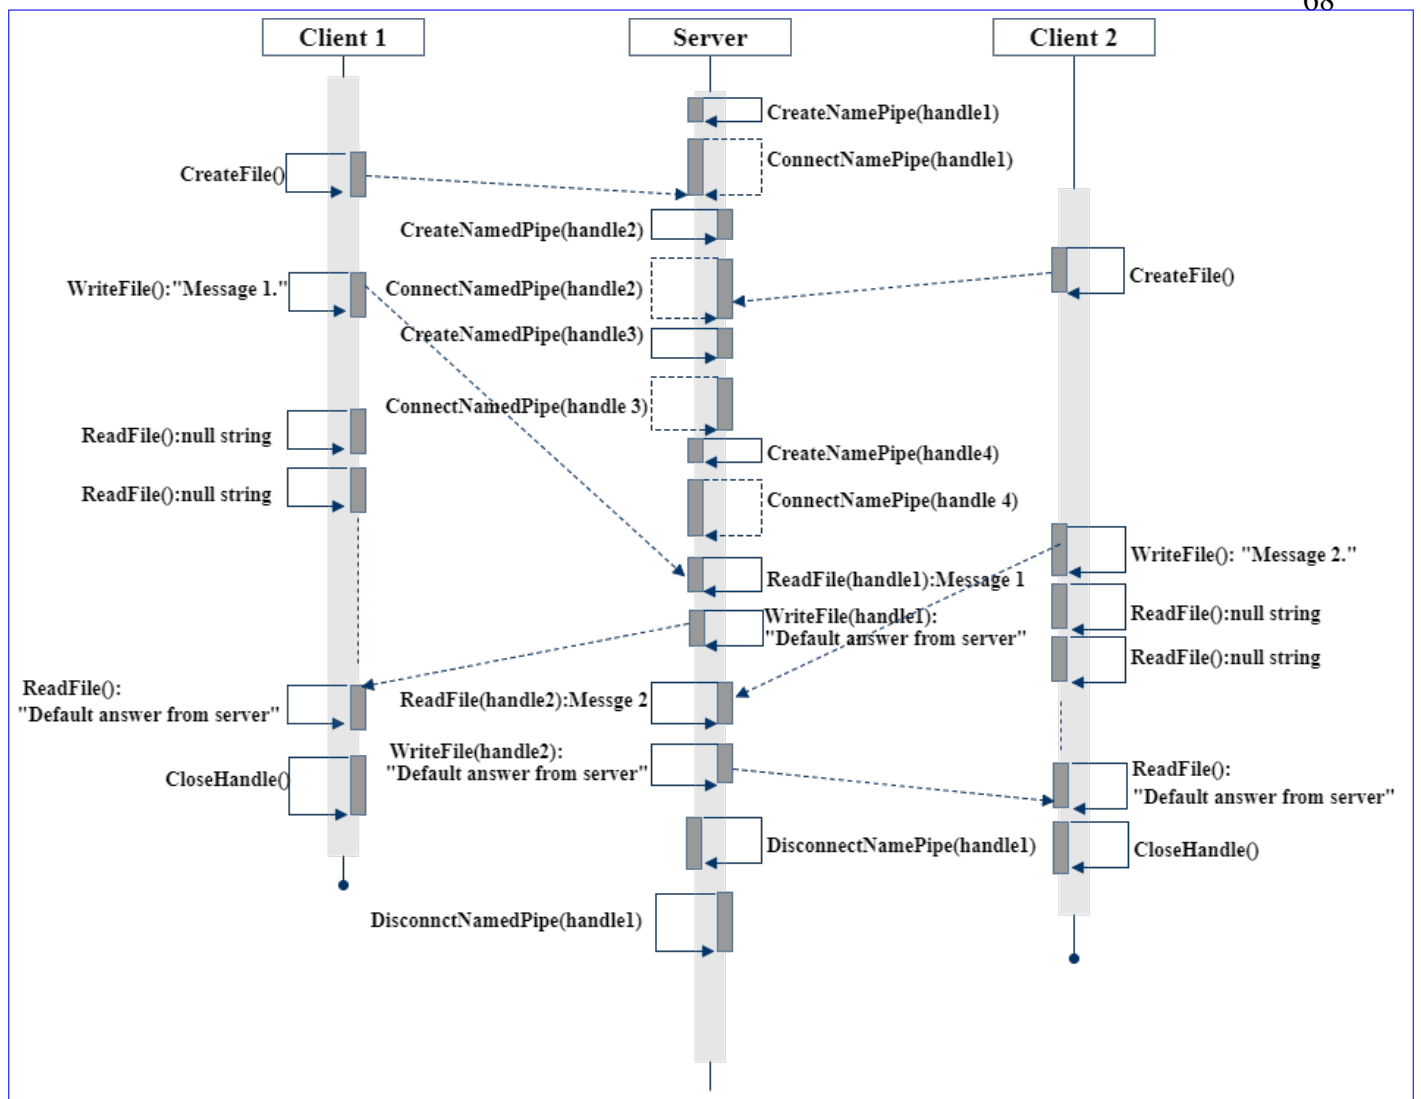 68
Client 1
Server
Client 2
CreateNamePipe(handle1)
ConnectNamePipe(handle1)
CreateFile()
CreateNamedPipe(handle2)
CreateFile()
WriteFile():"Message 1."
ConnectNamedPipe(handle2)
CreateNamedPipe(handle3)
ConnectNamedPipe(handle 3)
ReadFile():null string
CreateNamePipe(handle4)
ReadFile():null string
ConnectNamePipe(handle 4)
WriteFile(): "Message 2."
ReadFile(handle1):Message 1
ReadFile():null string
WriteFile(handle1):
"Default answer from server"
ReadFile():null string
ReadFile():
"Default answer from server"
ReadFile(handle2):Messge 2
WriteFile(handle2):
"Default answer from server"
ReadFile():
"Default answer from server"
CloseHandle()
DisconnectNamePipe(handle1)
CloseHandle()
DisconnctNamedPipe(handle1)